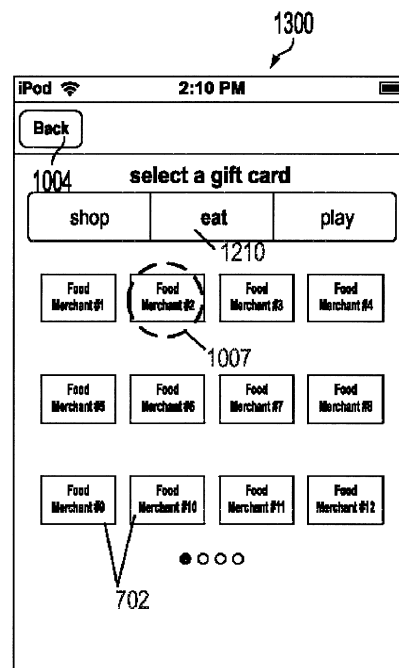 1300
iPod 2:10 PM
Back
1004
select a gift card
shop eat play
1210
Food Merchant #1
Food Merchant #2
Food Merchant #3
Food Merchant #4
1007
Food Merchant #5
Food Merchant #6
Food Merchant #7
Food Merchant #8
Food Merchant #9
Food Merchant #10
Food Merchant #11
Food Merchant #12
702